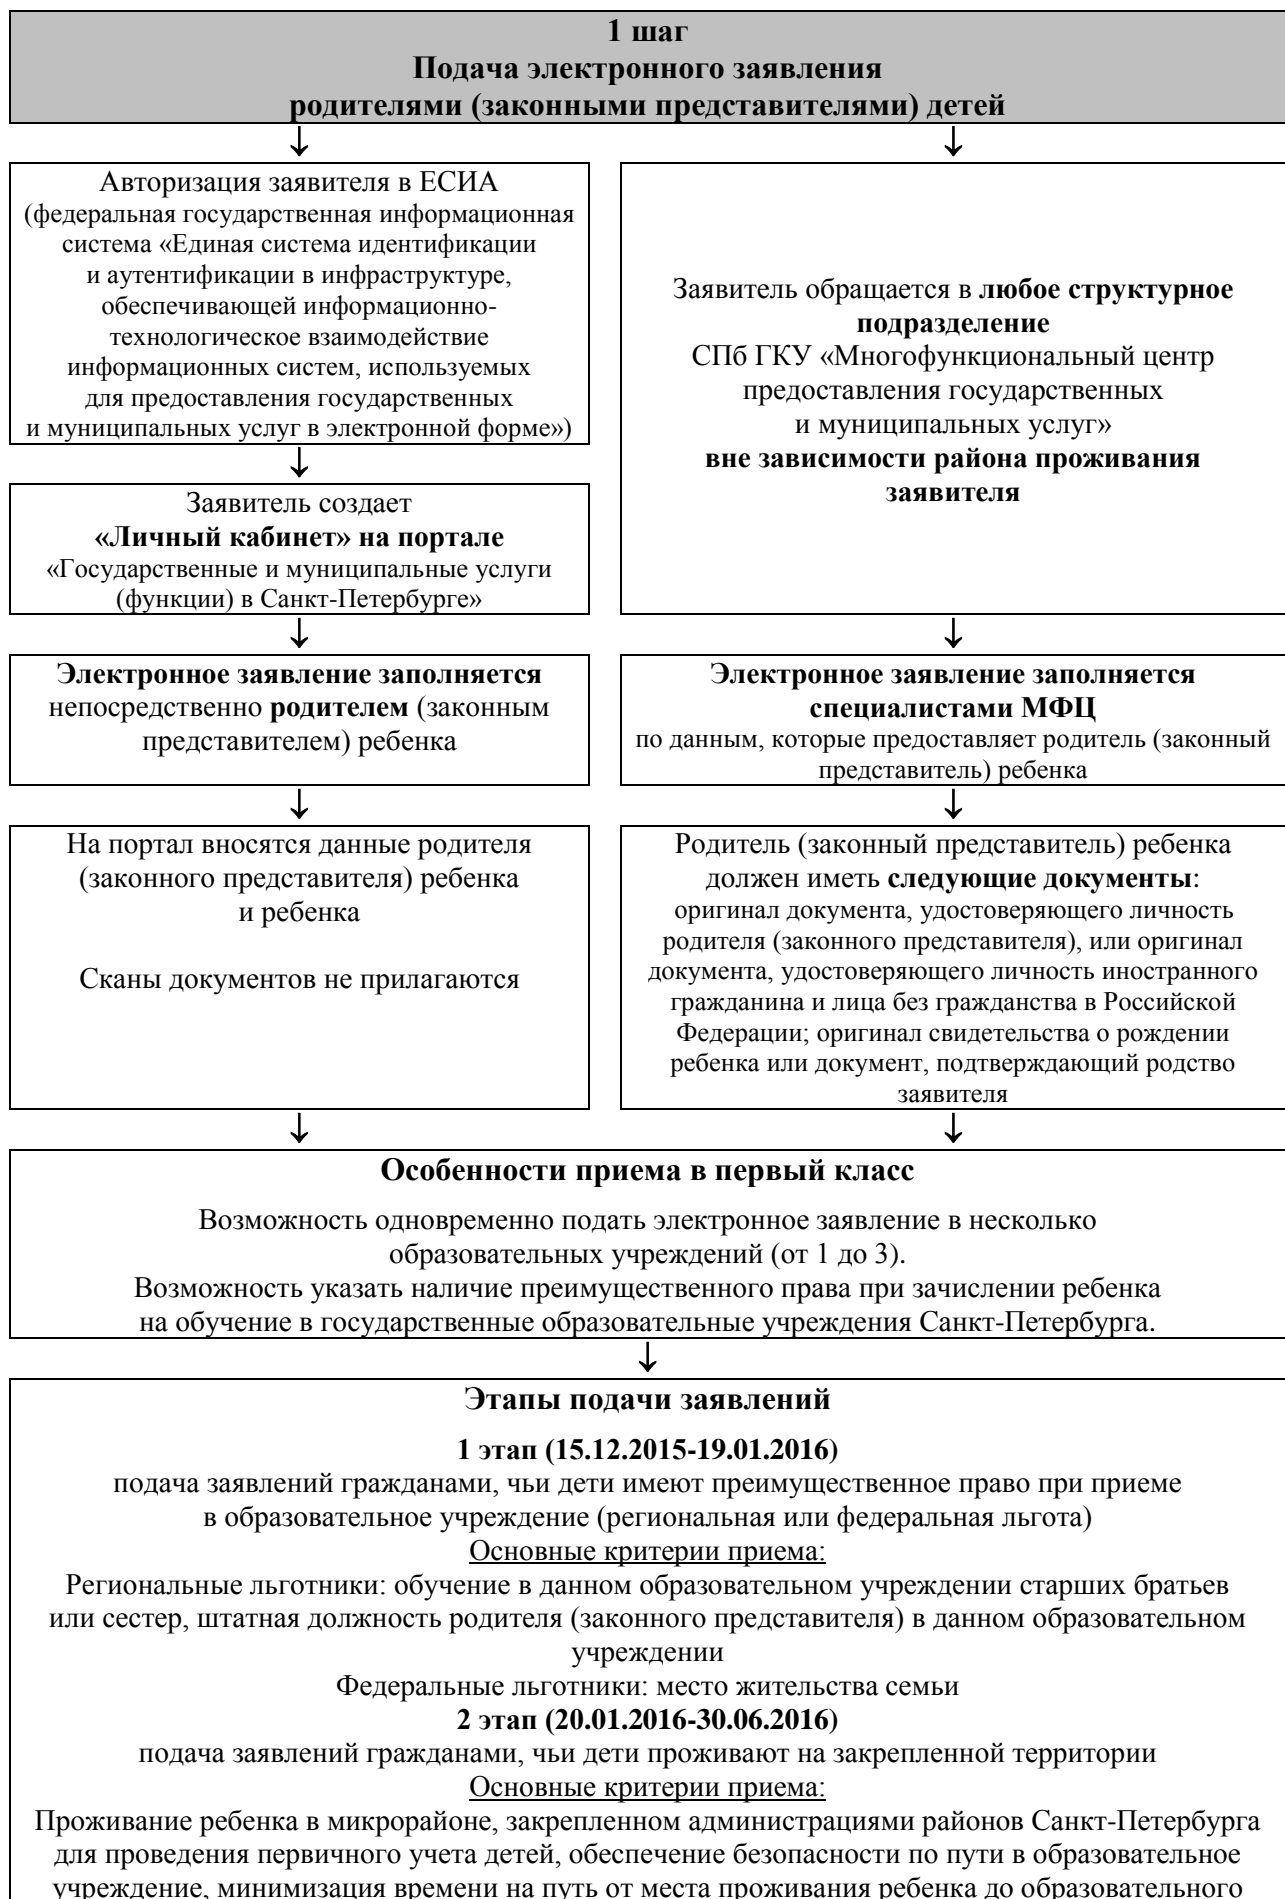 1 шаг
Подача электронного заявления
родителями (законными представителями) детей
Авторизация заявителя в ЕСИА
(федеральная государственная информационная
система «Единая система идентификации
и аутентификации в инфраструктуре,
обеспечивающей информационно-
технологическое взаимодействие
информационных систем, используемых
для предоставления государственных
и муниципальных услуг в электронной форме»)
Заявитель создает
«Личный кабинет» на портале
«Государственные и муниципальные услуги
(функции) в Санкт-Петербурге»
Электронное заявление заполняется
непосредственно родителем (законным
представителем) ребенка
На портал вносятся данные родителя
(законного представителя) ребенка
и ребенка
Сканы документов не прилагаются
Заявитель обращается в любое структурное
подразделение
СПб ГКУ «Многофункциональный центр
предоставления государственных
и муниципальных услуг»
вне зависимости района проживания
заявителя
Электронное заявление заполняется
специалистами МФЦ
по данным, которые предоставляет родитель (законный
представитель) ребенка
Родитель (законный представитель) ребенка
должен иметь следующие документы:
оригинал документа, удостоверяющего личность
родителя (законного представителя), или оригинал
документа, удостоверяющего личность иностранного
гражданина и лица без гражданства в Российской
Федерации; оригинал свидетельства о рождении
ребенка или документ, подтверждающий родство
заявителя
Особенности приема в первый класс
Возможность одновременно подать электронное заявление в несколько
образовательных учреждений (от 1 до 3).
Возможность указать наличие преимущественного права при зачислении ребенка
на обучение в государственные образовательные учреждения Санкт-Петербурга.
Этапы подачи заявлений
1 этап (15.12.2015-19.01.2016)
подача заявлений гражданами, чьи дети имеют преимущественное право при приеме
в образовательное учреждение (региональная или федеральная льгота)
Основные критерии приема:
Региональные льготники: обучение в данном образовательном учреждении старших братьев
или сестер, штатная должность родителя (законного представителя) в данном образовательном
учреждении
Федеральные льготники: место жительства семьи
2 этап (20.01.2016-30.06.2016)
подача заявлений гражданами, чьи дети проживают на закрепленной территории
Основные критерии приема:
Проживание ребенка в микрорайоне, закрепленном администрациями районов Санкт-Петербурга
для проведения первичного учета детей, обеспечение безопасности по пути в образовательное
учреждение, минимизация времени на путь от места проживания ребенка до образовательного